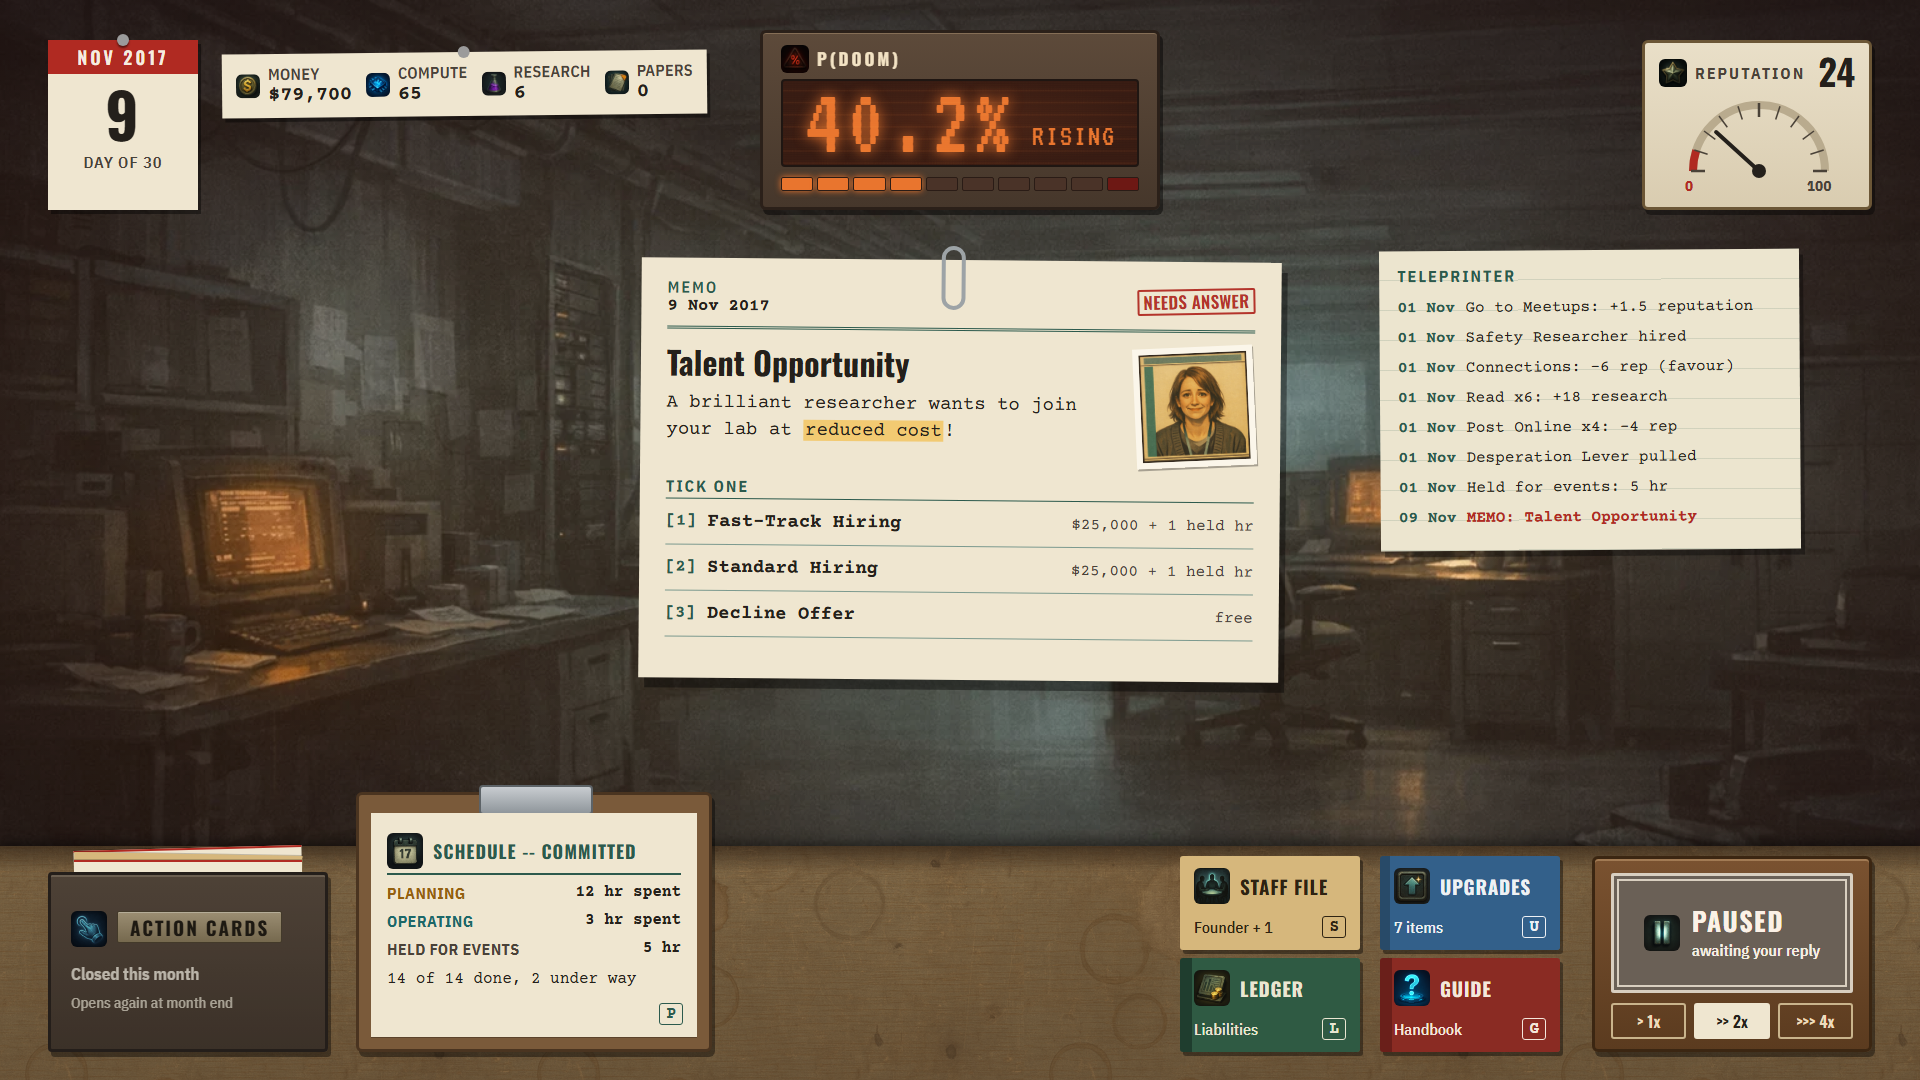 NOV 2017
9
DAY OF 30
MONEY
$79,700
COMPUTE
65
RESEARCH
6
PAPERS
0
P(DOOM)
40.2% RISING
REPUTATION 24
0 100
MEMO
9 Nov 2017
NEEDS ANSWER
Talent Opportunity
A brilliant researcher wants to join
your lab at reduced cost!
TICK ONE
[1] Fast-Track Hiring $25,000 + 1 held hr
[2] Standard Hiring $25,000 + 1 held hr
[3] Decline Offer free
TELEPRINTER
01 Nov Go to Meetups: +1.5 reputation
01 Nov Safety Researcher hired
01 Nov Connections: -6 rep (favour)
01 Nov Read x6: +18 research
01 Nov Post Online x4: -4 rep
01 Nov Desperation Lever pulled
01 Nov Held for events: 5 hr
09 Nov MEMO: Talent Opportunity
ACTION CARDS
Closed this month
Opens again at month end
17
SCHEDULE -- COMMITTED
PLANNING 12 hr spent
OPERATING 3 hr spent
HELD FOR EVENTS 5 hr
14 of 14 done, 2 under way
P
STAFF FILE
Founder + 1 S
UPGRADES
7 items U
LEDGER
Liabilities L
GUIDE
Handbook G
PAUSED
awaiting your reply
> 1x >> 2x >>> 4x